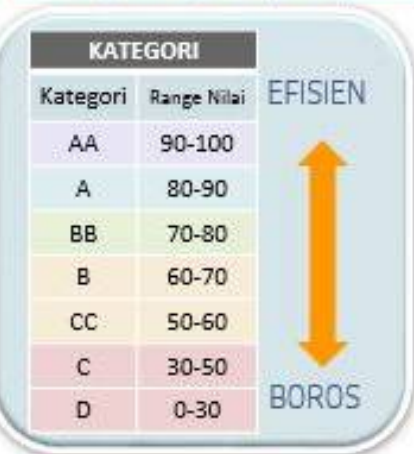 KATEGORI
Kategori Range Nilai
EFISIEN
AA 90-100
A 80-90
BB 70-80
B 60-70
CC 50-60
C 30-50
D 0-30
BOROS